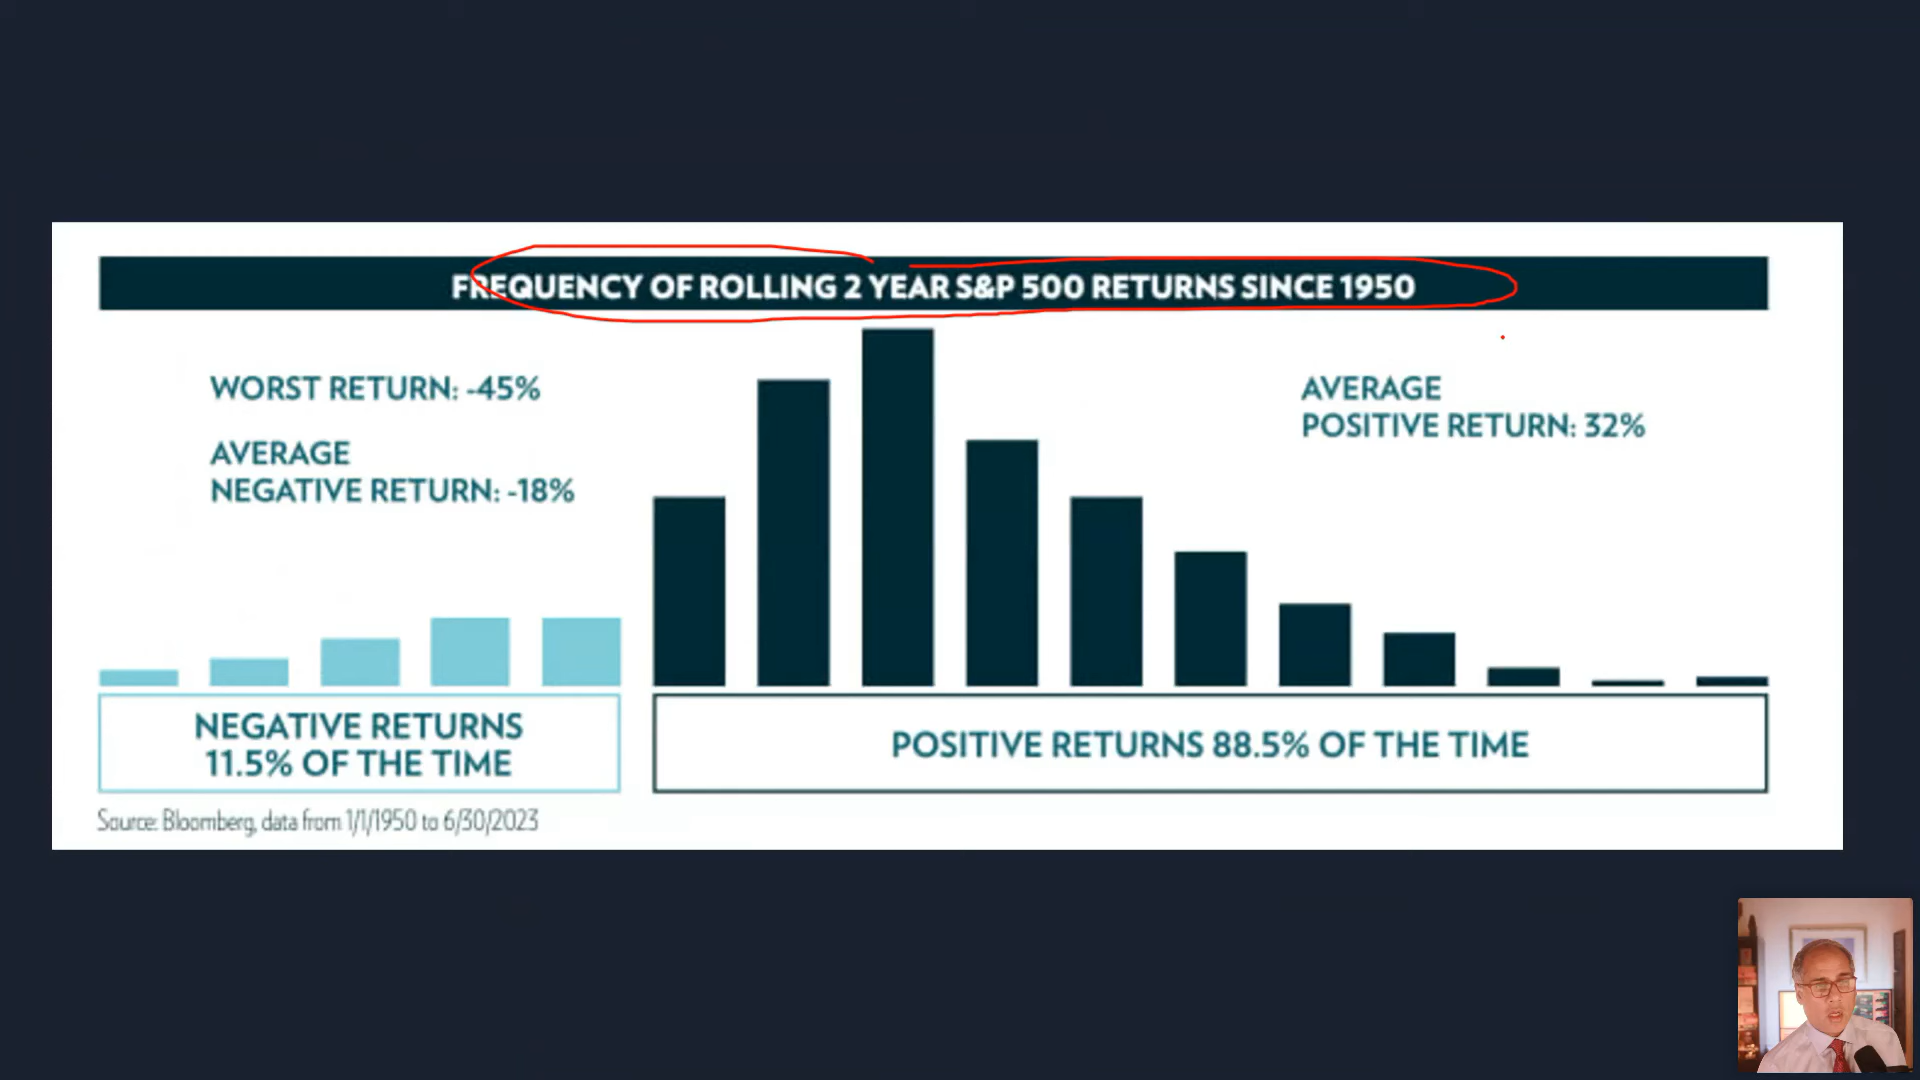 FREQUENCY OF ROLLING 2 YEAR S&P 500 RETURNS SINCE 1950
WORST RETURN: -45%
AVERAGE
NEGATIVE RETURN: -18%
AVERAGE
POSITIVE RETURN: 32%
NEGATIVE RETURNS
11.5% OF THE TIME
POSITIVE RETURNS 88.5% OF THE TIME
Source: Bloomberg, data from 1/1/1950 to 6/30/2023